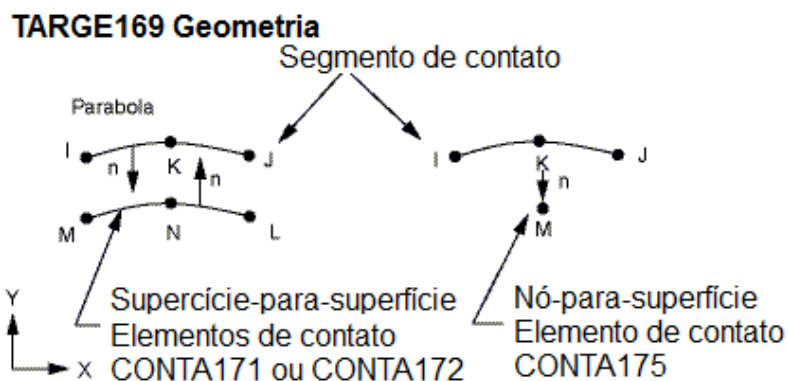 TARGE169 Geometria
Segmento de contato
Parabola
I
n
K
n
J
M
N
L
I
K
J
n
M
Y
X
Supercície-para-superfície
Elementos de contato
CONTA171 ou CONTA172
Nó-para-superfície
Elemento de contato
CONTA175